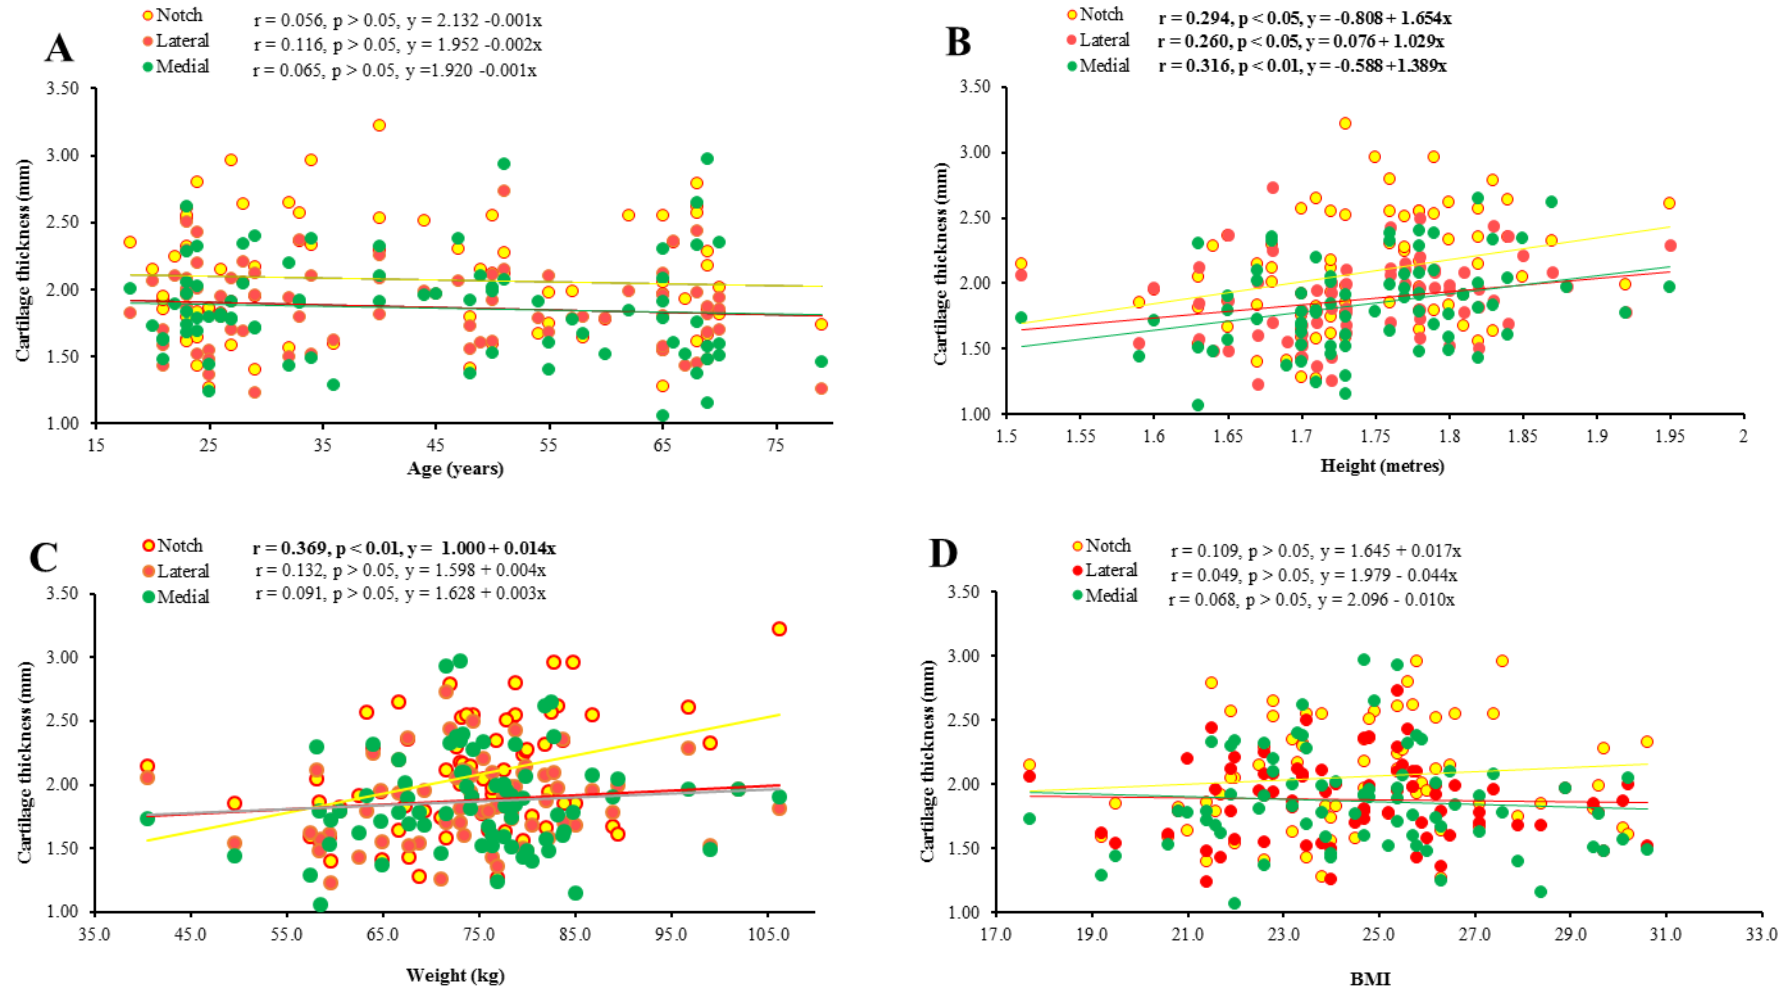 A
Notch r = 0.056, p > 0.05, y = 2.132 -0.001x
Lateral r = 0.116, p > 0.05, y = 1.952 -0.002x
Medial r = 0.065, p > 0.05, y =1.920 -0.001x
Cartilage thickness (mm)
3.50
3.00
2.50
2.00
1.50
1.00
15 25 35 45 55 65 75
Age (years)
B
Notch r = 0.294, p < 0.05, y = -0.808 + 1.654x
Lateral r = 0.260, p < 0.05, y = 0.076 + 1.029x
Medial r = 0.316, p < 0.01, y = -0.588 +1.389x
Cartilage thickness (mm)
3.50
3.00
2.50
2.00
1.50
1.00
1.5 1.55 1.6 1.65 1.7 1.75 1.8 1.85 1.9 1.95 2
Height (metres)
C
Notch r = 0.369, p < 0.01, y = 1.000 + 0.014x
Lateral r = 0.132, p > 0.05, y = 1.598 + 0.004x
Medial r = 0.091, p > 0.05, y = 1.628 + 0.003x
Cartilage thickness (mm)
3.50
3.00
2.50
2.00
1.50
1.00
35.0 45.0 55.0 65.0 75.0 85.0 95.0 105.0
Weight (kg)
D
Notch r = 0.109, p > 0.05, y = 1.645 + 0.017x
Lateral r = 0.049, p > 0.05, y = 1.979 - 0.044x
Medial r = 0.068, p > 0.05, y = 2.096 - 0.010x
Cartilage thickness (mm)
3.50
3.00
2.50
2.00
1.50
1.00
17.0 19.0 21.0 23.0 25.0 27.0 29.0 31.0 33.0
BMI